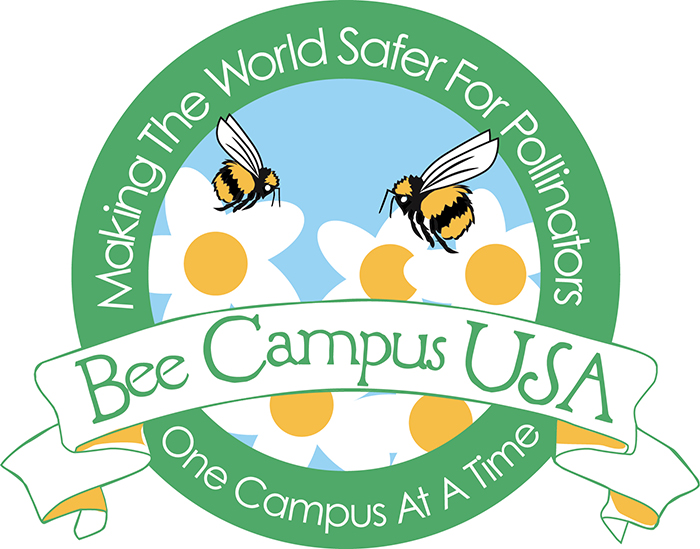 Making The World Safer For Pollinators
Bee Campus USA
One Campus At A Time